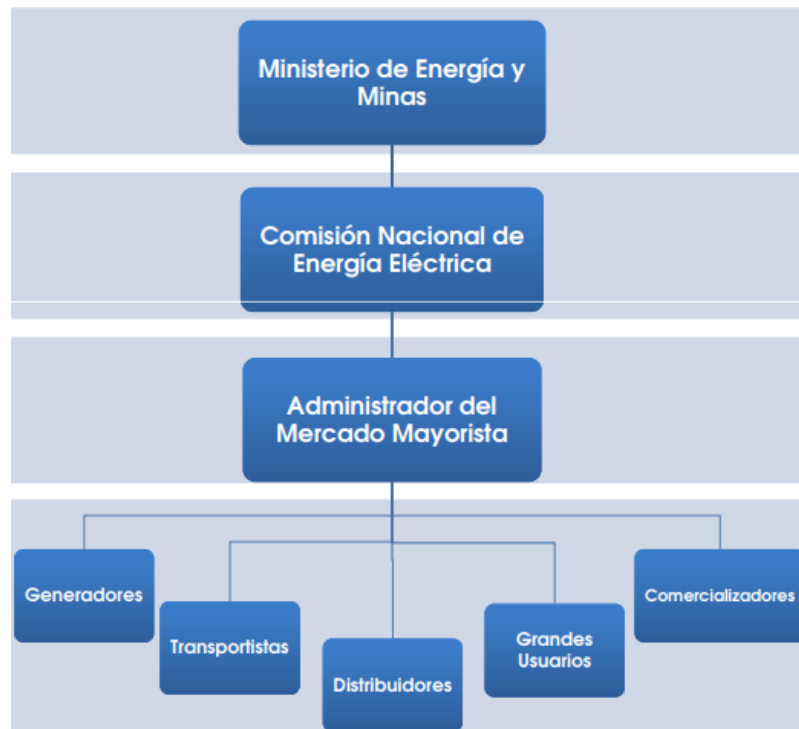 Ministerio de Energía y
Minas
Comisión Nacional de
Energía Eléctrica
Administrador del
Mercado Mayorista
Generadores
Transportistas
Distribuidores
Grandes
Usuarios
Comercializadores